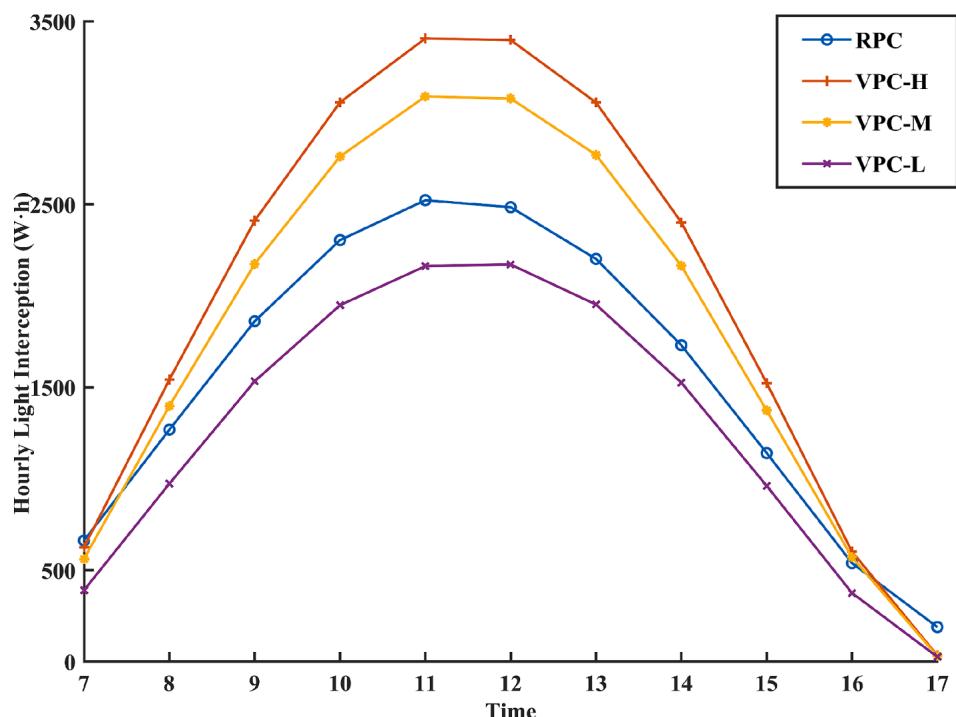 3500
2500
1500
500
0
Hourly Light Interception (W·h)
7 8 9 10 11 12 13 14 15 16 17
Time
RPC
VPC-H
VPC-M
VPC-L